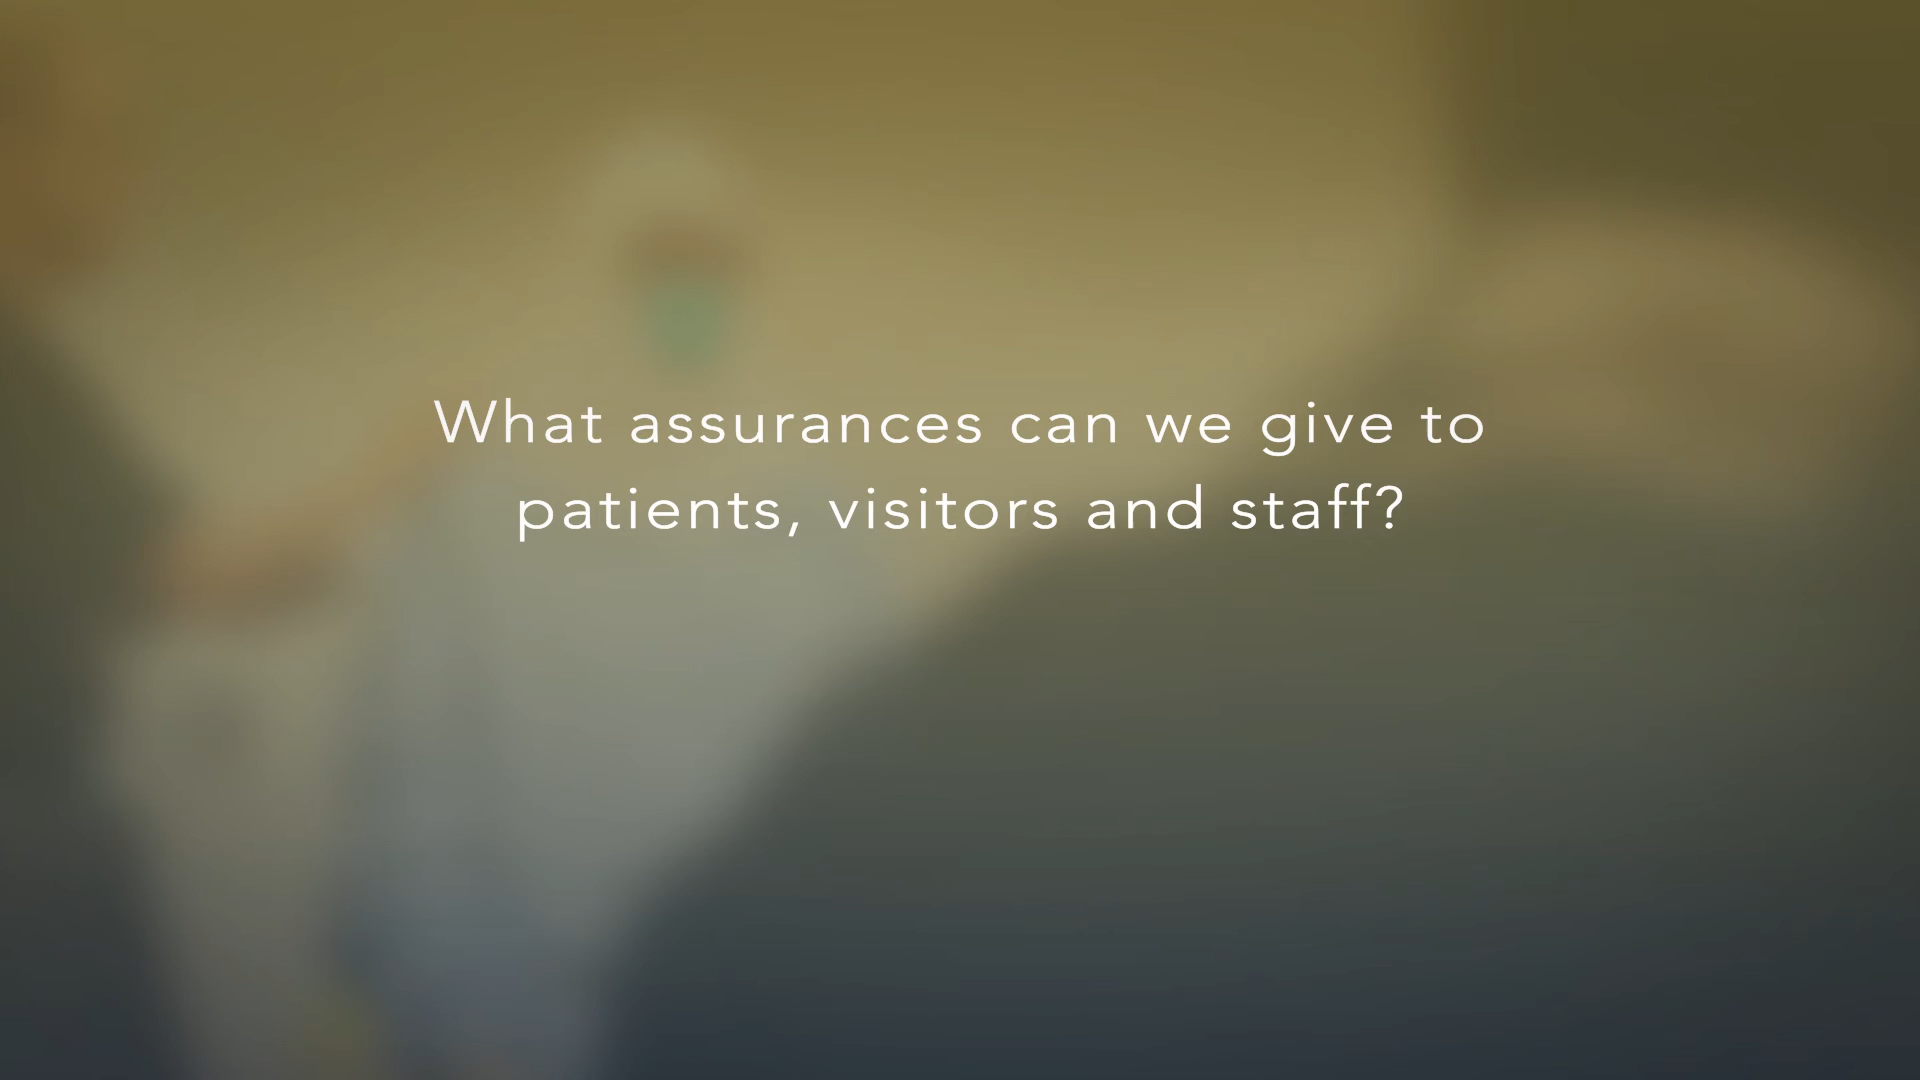 What assurances can we give to
patients, visitors and staff?